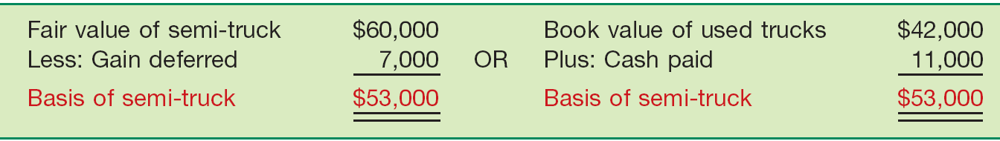 Fair value of semi-truck $60,000 Book value of used trucks $42,000
Less: Gain deferred 7,000 OR Plus: Cash paid 11,000
Basis of semi-truck $53,000 Basis of semi-truck $53,000